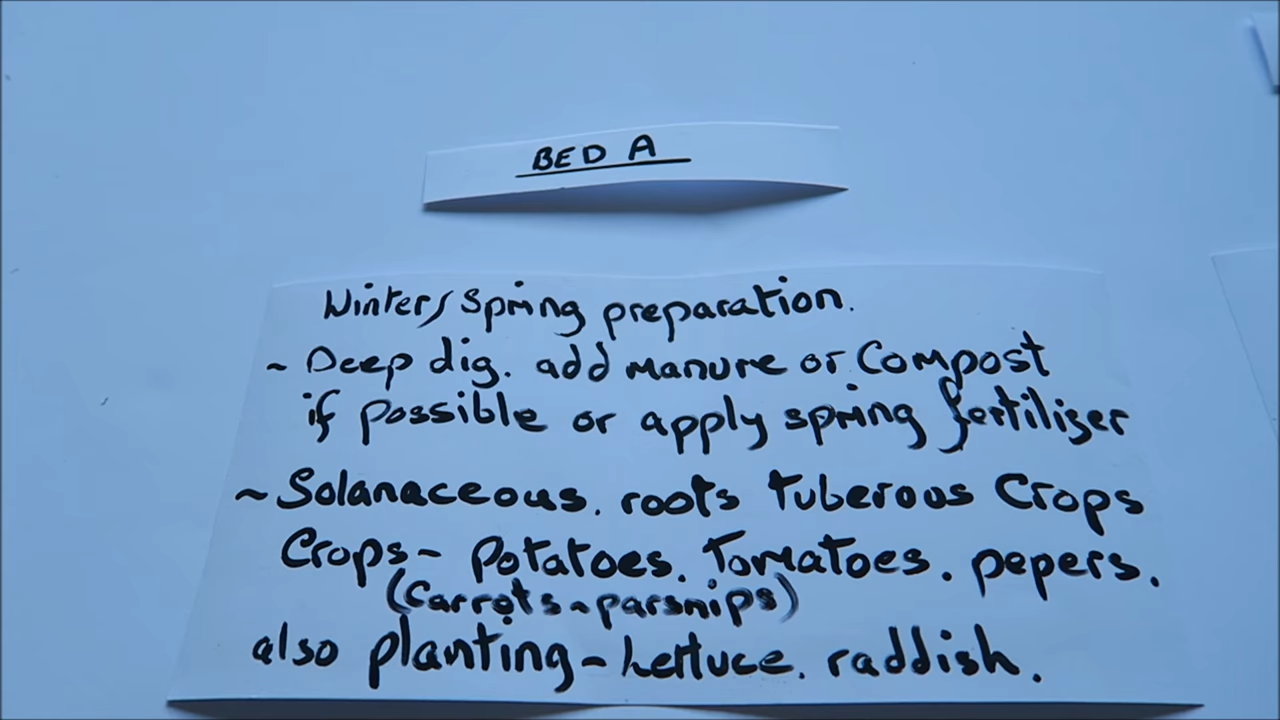 BED A
Winter/Spring preparation.
~ Deep dig. add manure or Compost
if possible or apply spring fertilizer
~ Solanaceous. roots tuberous Crops
Crops~ Potatoes. Tomatoes. pepers.
(Carrots~parsnips)
also planting~lettuce. raddish.